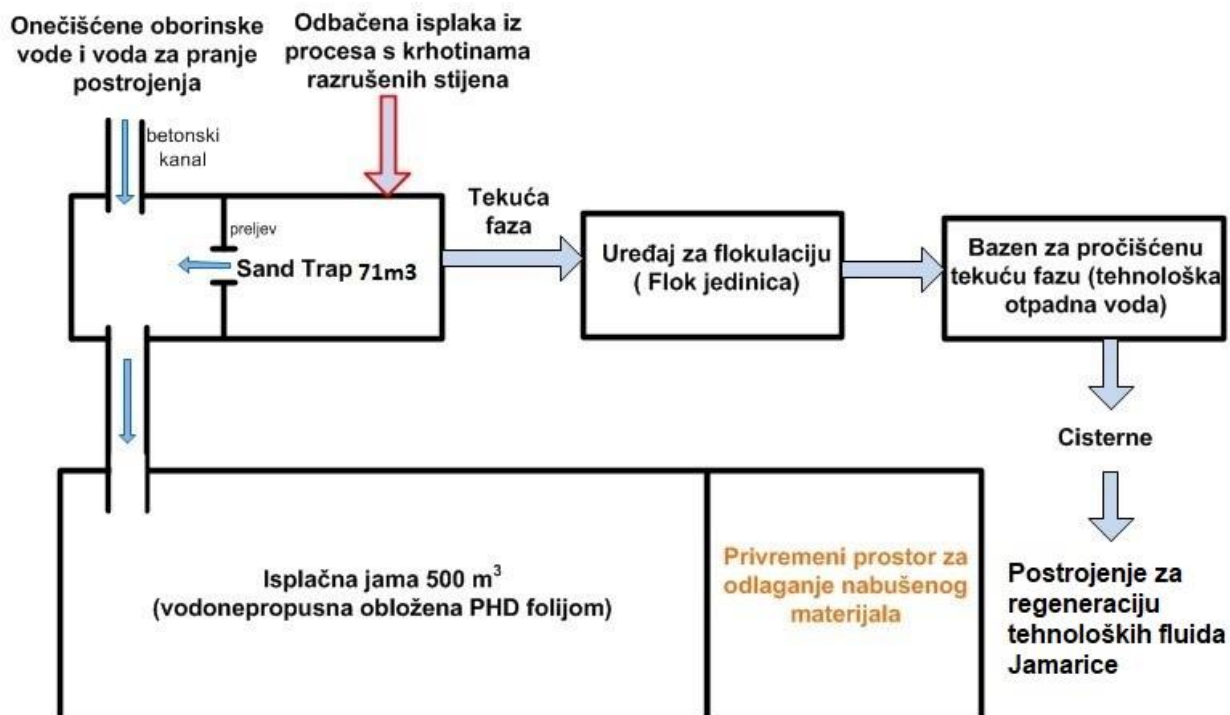 Onečišćene oborinske
vode i voda za pranje
postrojenja
Odbačena isplaka iz
procesa s krhotinama
razrušenih stijena
betonski
kanal
preljev
Sand Trap 71m3
Tekuća
faza
Uređaj za flokulaciju
( Flok jedinica)
Bazen za pročišćenu
tekuću fazu (tehnološka
otpadna voda)
Cisterne
Postrojenje za
regeneraciju
tehnoloških fluida
Jamarice
Isplačna jama 500 m³
(vodonepropusna obložena PHD folijom)
Privremeni prostor za
odlaganje nabušenog
materijala